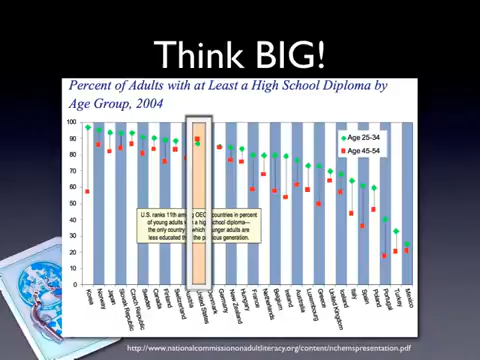 Think BIG!
Percent of Adults with at Least a High School Diploma by
Age Group, 2004
100
90
80
70
60
50
40
30
20
10
0
Age 25-34
Age 45-54
U.S. ranks 11th among OECD countries in percent
of young adults with a high school diploma—
the only country in which younger adults are
less educated than the previous generation.
Korea
Norway
Japan
Slovak Republic
Czech Republic
Sweden
Canada
Finland
Switzerland
Austria
United States
Denmark
Germany
New Zealand
Hungary
France
Netherlands
Belgium
Ireland
Australia
Luxembourg
Greece
Iceland
Italy
Spain
Poland
Portugal
Turkey
Mexico
http://www.nationalcommissiononadultliteracy.org/content/nchemspresentation.pdf